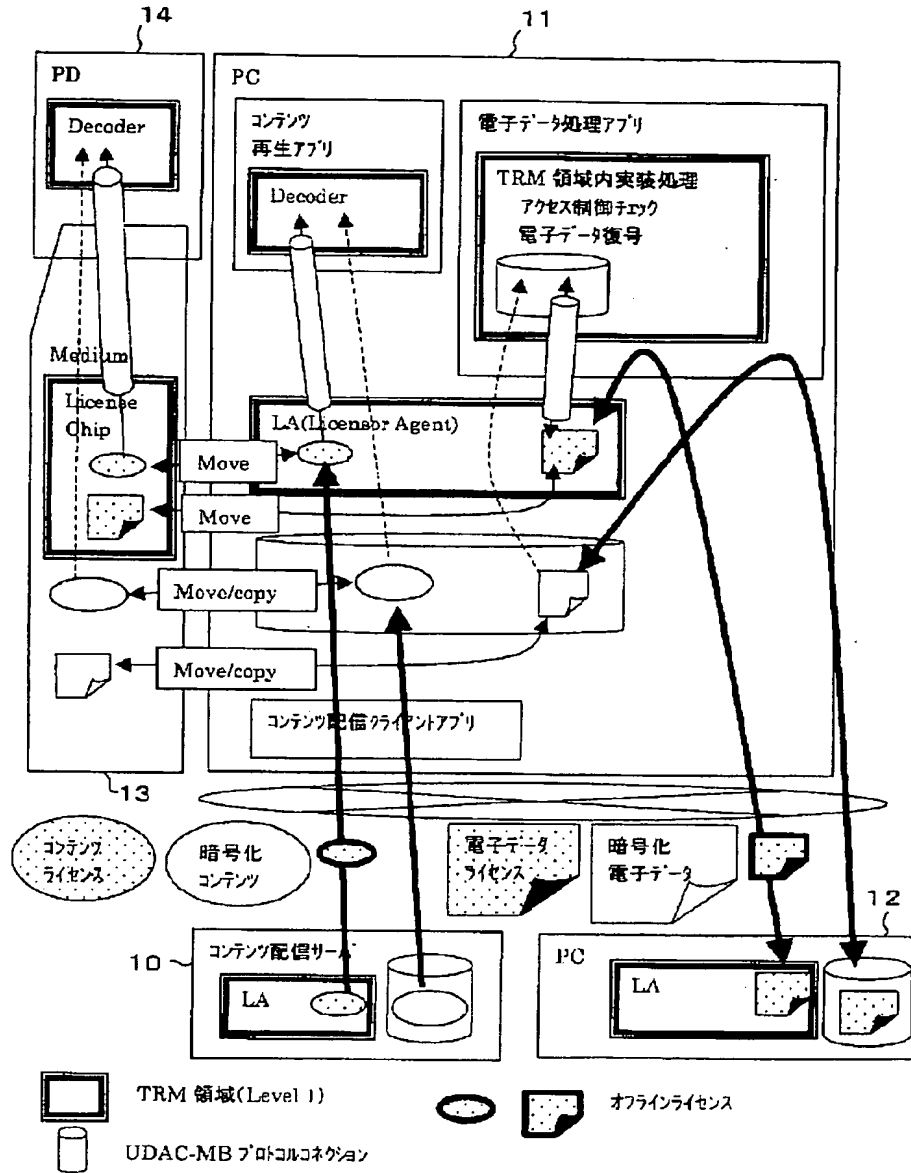 14
11
PD
Decoder
PC
コンテンツ
再生アプリ
Decoder
電子データ処理アプリ
TRM 領域内実装処理
アクセス制御チェック
電子データ復号
Medium
License
Chip
LA(Licensor Agent)
Move
Move
Move/copy
Move/copy
コンテンツ配信クライアントアプリ
13
コンテンツ
ライセンス
暗号化
コンテンツ
電子データ
ライセンス
暗号化
電子データ
12
10
コンテンツ配信サーバ
LA
PC
LA
TRM 領域(Level 1)
オフラインライセンス
UDAC-MB プロトコルコネクション